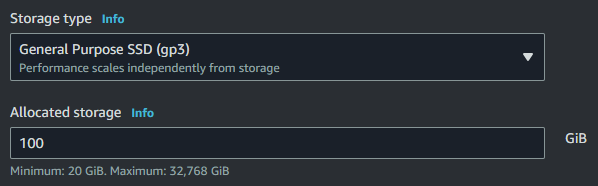 Storage type Info
General Purpose SSD (gp3)
Performance scales independently from storage
Allocated storage Info
100 GiB
Minimum: 20 GiB. Maximum: 32,768 GiB